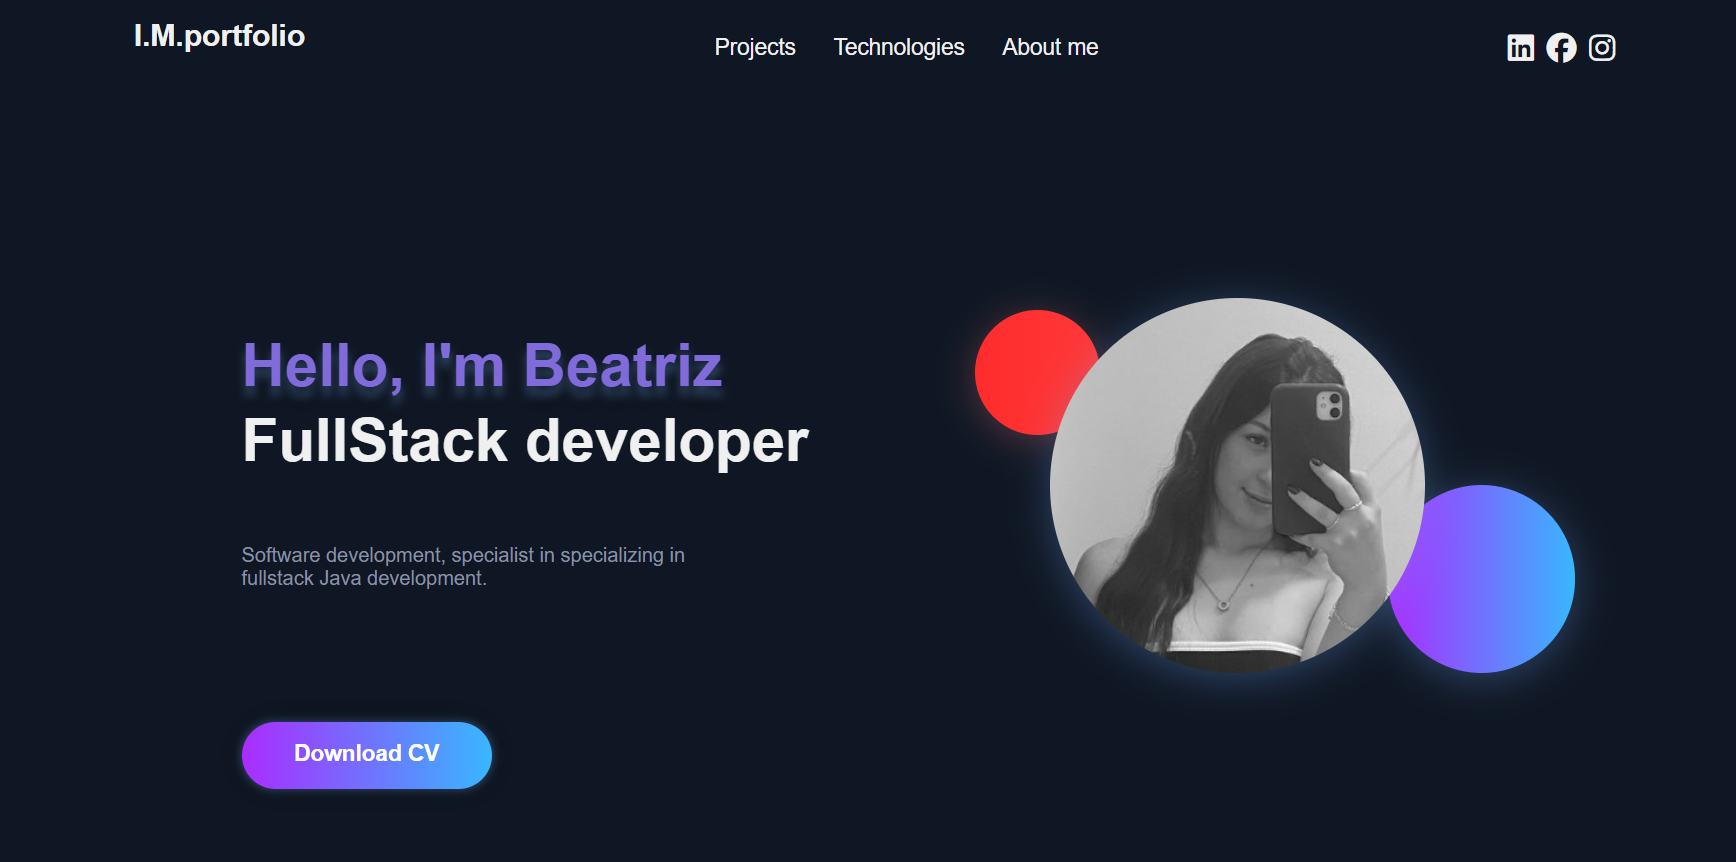 I.M.portfolio
Projects Technologies About me
Hello, I'm Beatriz
FullStack developer
Software development, specialist in specializing in
fullstack Java development.
Download CV